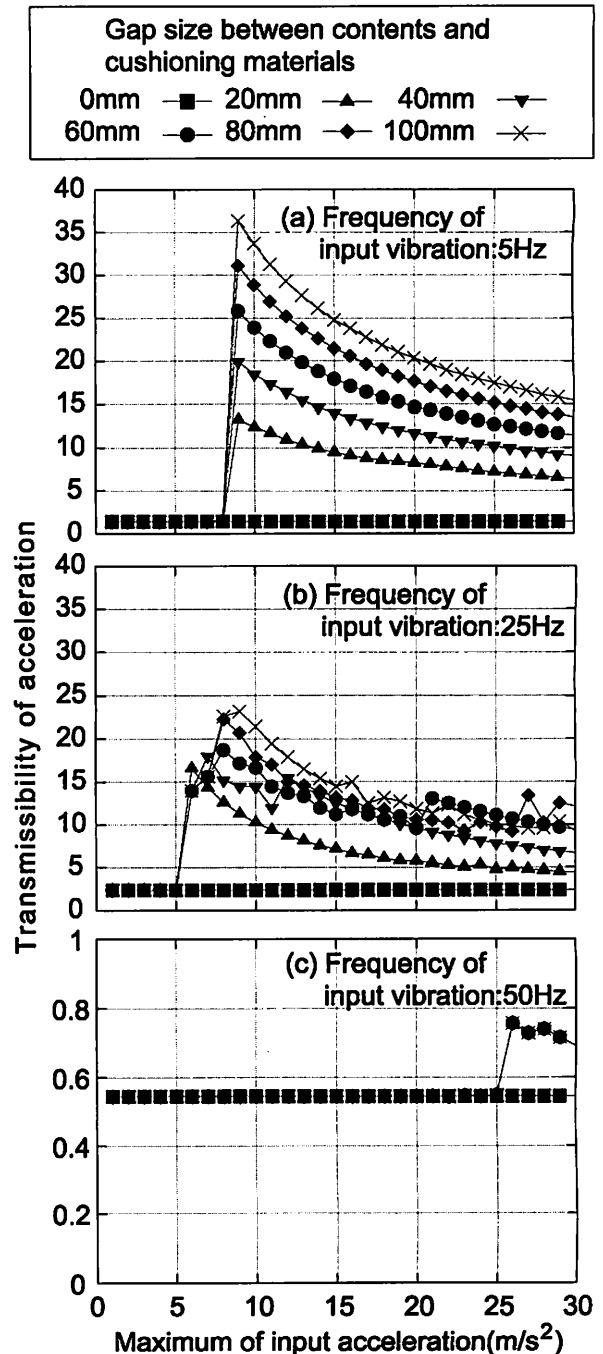 Gap size between contents and
cushioning materials
0mm 20mm 40mm
60mm 80mm 100mm
Transmissibility of acceleration
40
35
30
25
20
15
10
5
0
(a) Frequency of
input vibration:5Hz
40
35
30
25
20
15
10
5
0
(b) Frequency of
input vibration:25Hz
1
0.8
0.6
0.4
0.2
0
(c) Frequency of
input vibration:50Hz
0 5 10 15 20 25 30
Maximum of input acceleration(m/s²)